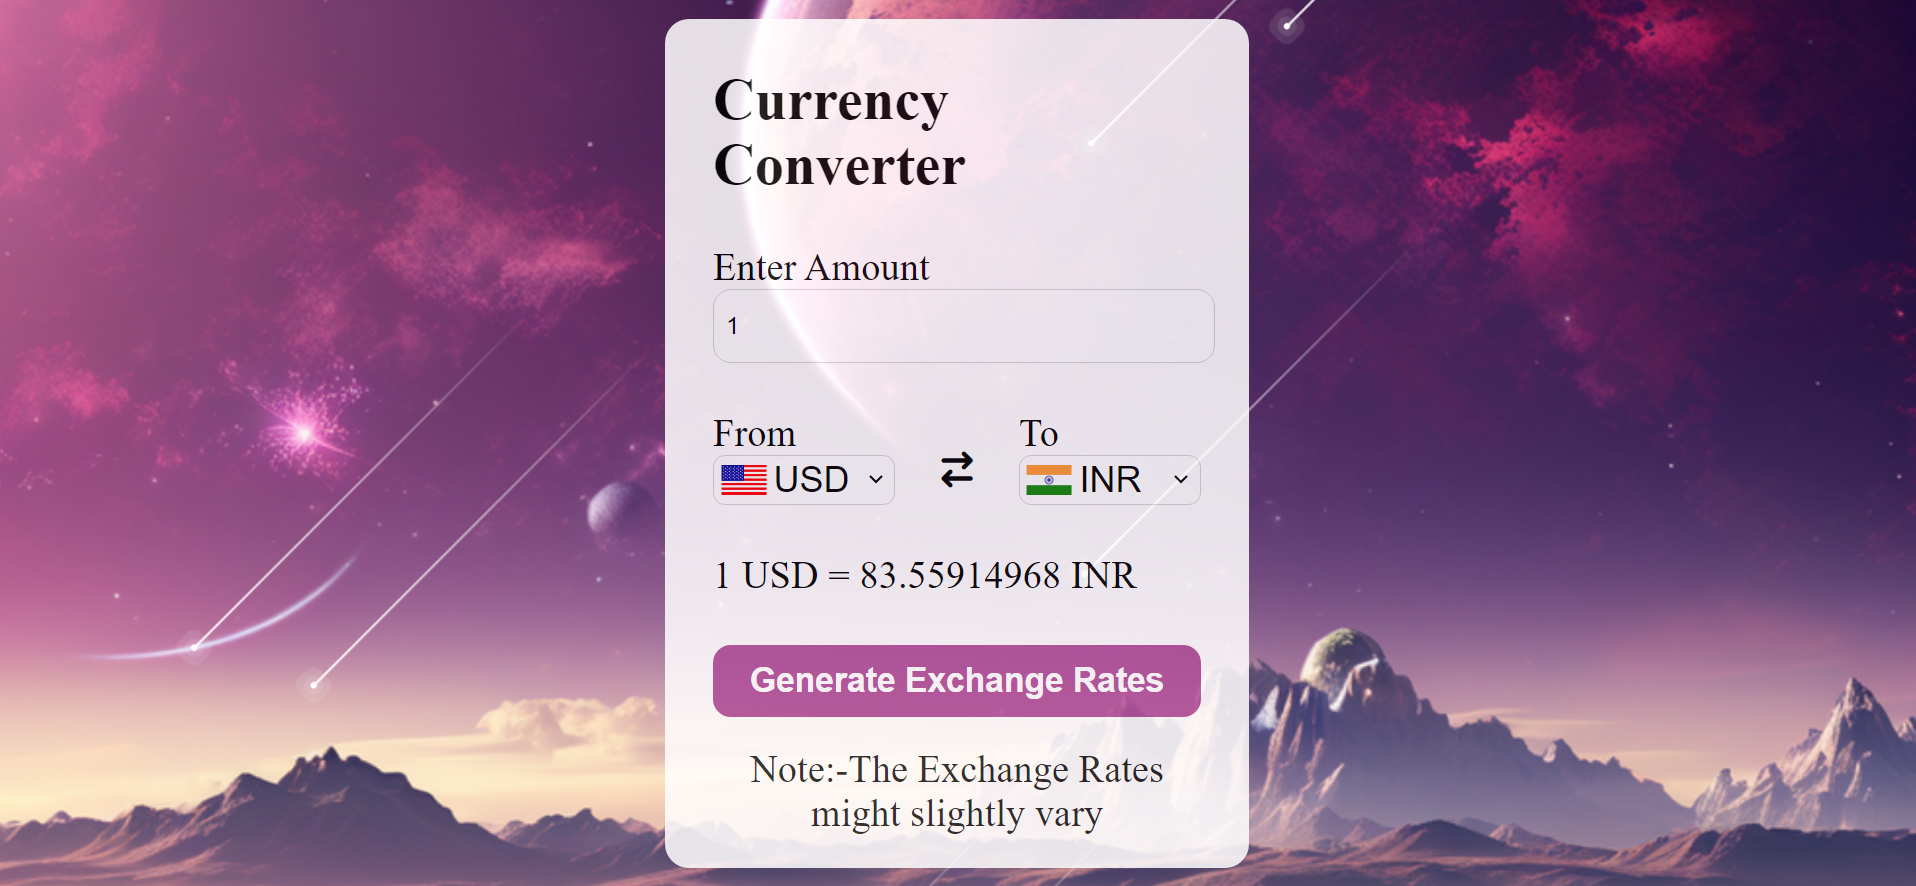 Currency
Converter
Enter Amount
1
From
To
USD
INR
1 USD = 83.55914968 INR
Generate Exchange Rates
Note:-The Exchange Rates
might slightly vary